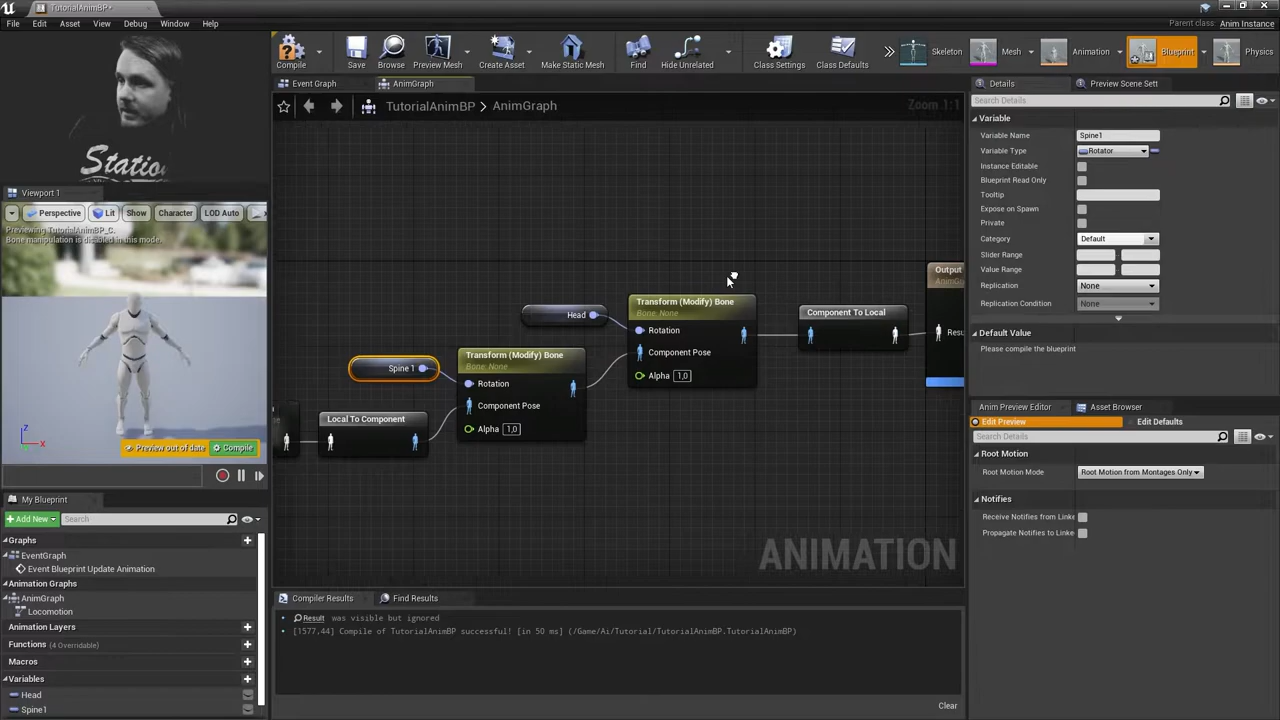 TutorialAnimBP*
File Edit Asset View Debug Window Help
Parent class: Anim Instance
Compile Save Browse Preview Mesh Create Asset Make Static Mesh Find Hide Unrelated Class Settings Class Defaults Skeleton Mesh Animation Blueprint Physics
Station
Event Graph AnimGraph
TutorialAnimBP > AnimGraph
Zoom 1:1
Viewport 1
Perspective Lit Show Character LOD Auto
Previewing TutorialAnimBP_C.
Bone manipulation is disabled in this mode.
Z
X
Preview out of date Compile
Head
Transform (Modify) Bone
Bone: None
Rotation
Component Pose
Alpha 1,0
Spine 1
Transform (Modify) Bone
Bone: None
Rotation
Component Pose
Alpha 1,0
Local To Component
Component To Local
Output
AnimGra
Resu
ANIMATION
My Blueprint
Add New Search
Graphs
EventGraph
Event Blueprint Update Animation
Animation Graphs
AnimGraph
Locomotion
Animation Layers
Functions (4 Overridable)
Macros
Variables
Head
Spine1
Compiler Results Find Results
Result was visible but ignored
[1577.44] Compile of TutorialAnimBP successful! [in 50 ms] (/Game/Ai/Tutorial/TutorialAnimBP.TutorialAnimBP)
Clear
Details Preview Scene Sett
Search Details
Variable
Variable Name Spine1
Variable Type Rotator
Instance Editable
Blueprint Read Only
Tooltip
Expose on Spawn
Private
Category Default
Slider Range
Value Range
Replication None
Replication Condition None
Default Value
Please compile the blueprint
Anim Preview Editor Asset Browser
Edit Preview Edit Defaults
Search Details
Root Motion
Root Motion Mode Root Motion from Montages Only
Notifies
Receive Notifies from Linke
Propagate Notifies to Linke